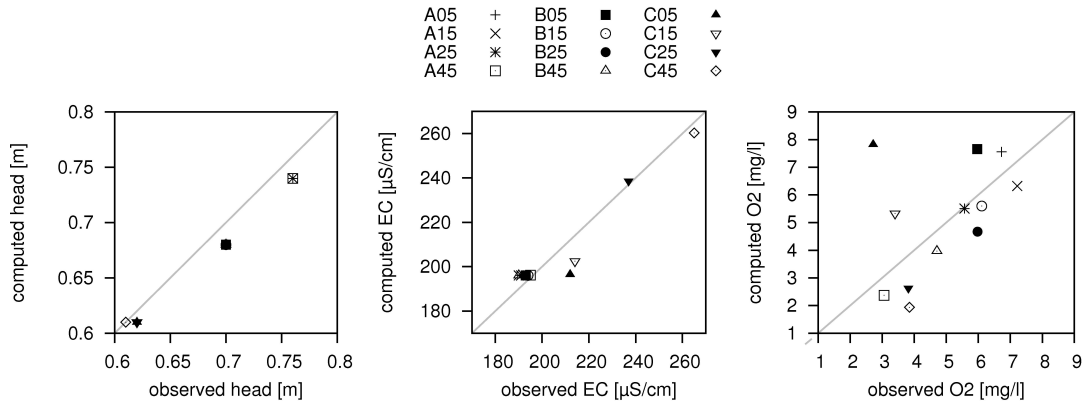 A05 B05 C05
A15 B15 C15
A25 B25 C25
A45 B45 C45
computed head [m]
0.8
0.75
0.7
0.65
0.6
0.6 0.65 0.7 0.75 0.8
observed head [m]
computed EC [µS/cm]
260
240
220
200
180
180 200 220 240 260
observed EC [µS/cm]
computed O2 [mg/l]
9
8
7
6
5
4
3
2
1
1 2 3 4 5 6 7 8 9
observed O2 [mg/l]